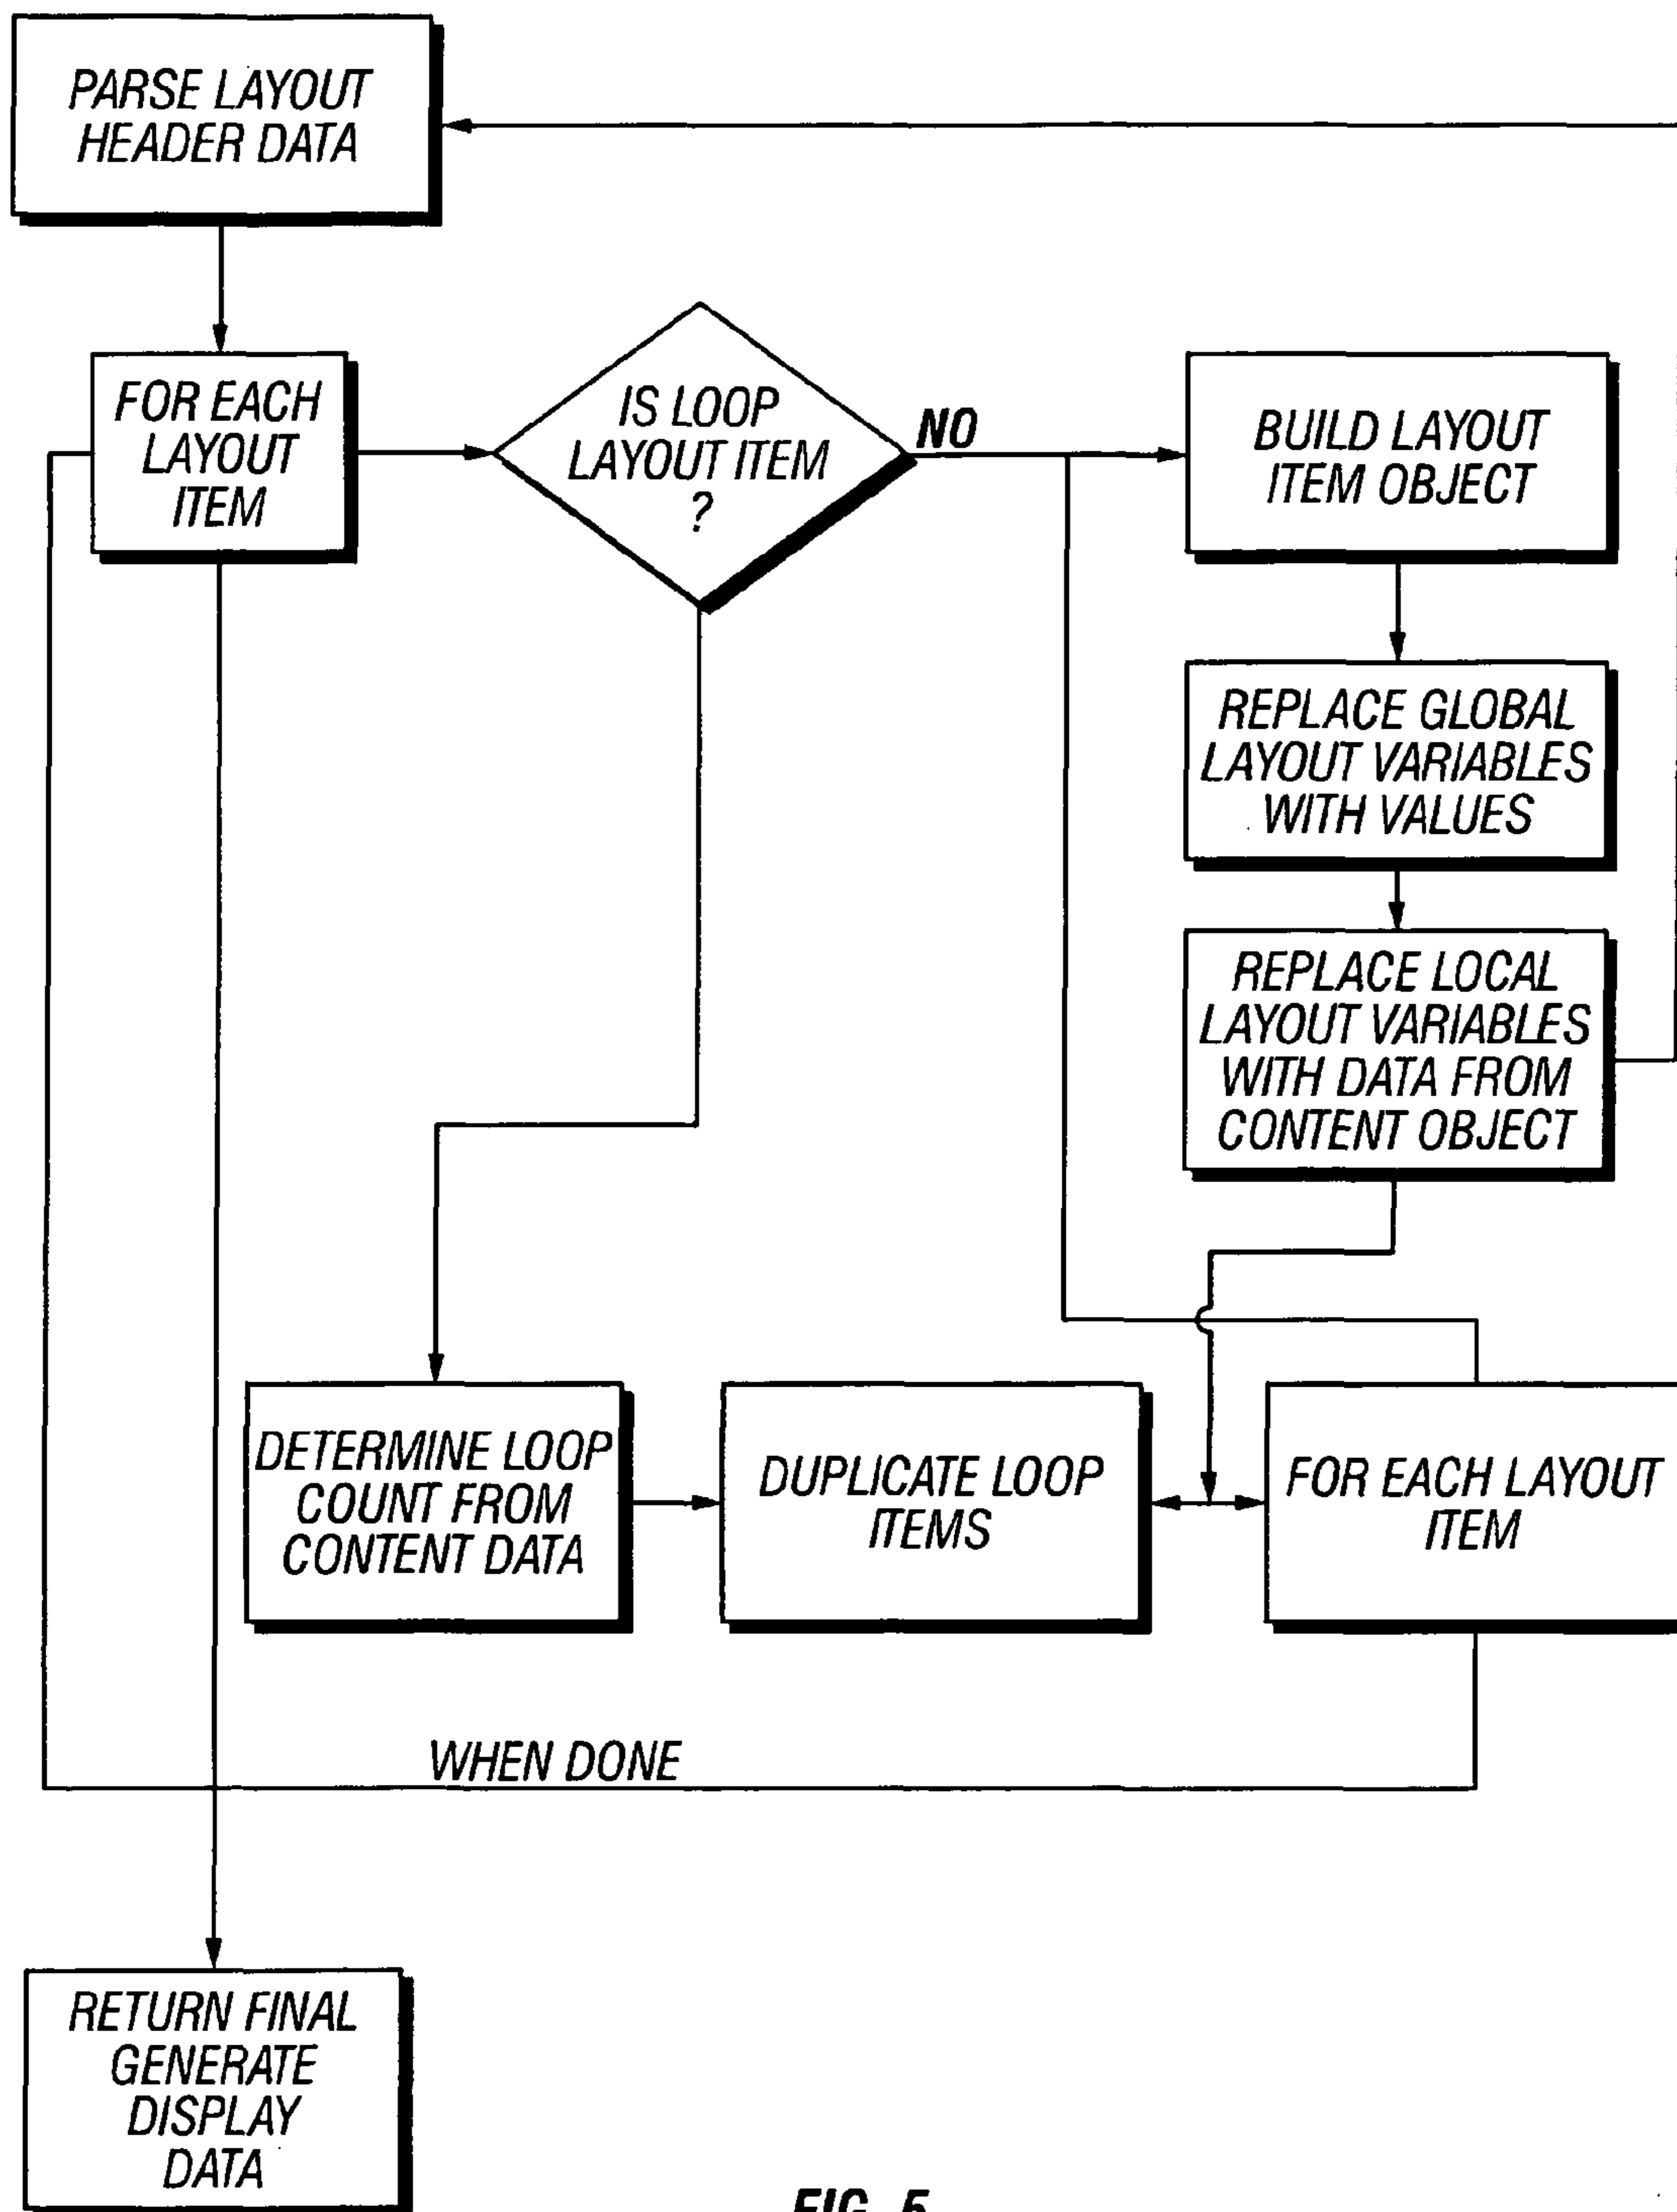 PARSE LAYOUT
HEADER DATA
FOR EACH
LAYOUT
ITEM
IS LOOP
LAYOUT ITEM
?
NO
BUILD LAYOUT
ITEM OBJECT
REPLACE GLOBAL
LAYOUT VARIABLES
WITH VALUES
REPLACE LOCAL
LAYOUT VARIABLES
WITH DATA FROM
CONTENT OBJECT
DETERMINE LOOP
COUNT FROM
CONTENT DATA
DUPLICATE LOOP
ITEMS
FOR EACH LAYOUT
ITEM
WHEN DONE
RETURN FINAL
GENERATE
DISPLAY
DATA
FIG. 5